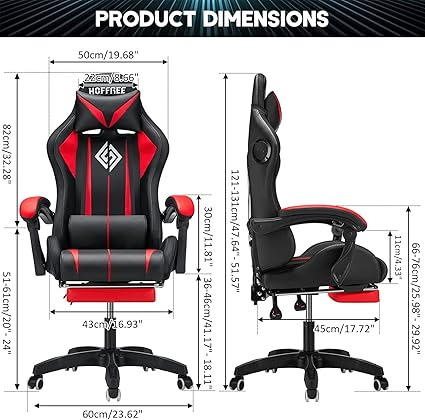 PRODUCT DIMENSIONS
50cm/19.68"
22cm/8.66"
HOFFREE
82cm/32.28"
51-61cm/20"- 24"
30cm/11.81"
36-46cm/41.17"- 18.11"
43cm/16.93"
60cm/23.62"
121-131cm/47.64" - 51.57"
11cm/4.33"
66-76cm/25.98" - 29.92"
45cm/17.72"